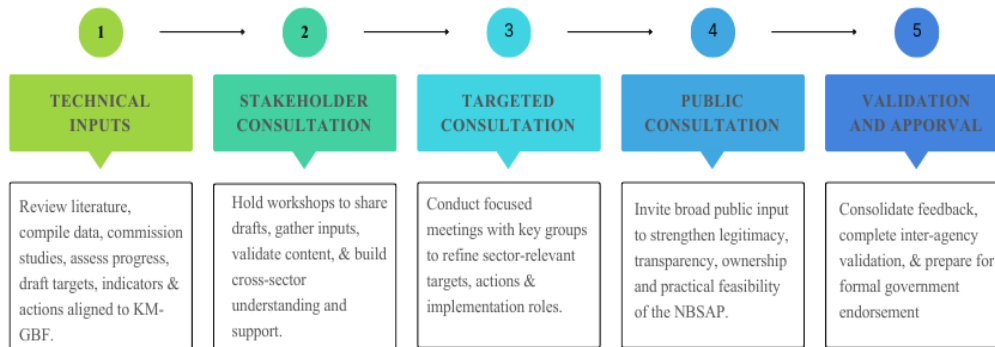 1
2
3
4
5
TECHNICAL
INPUTS
STAKEHOLDER
CONSULTATION
TARGETED
CONSULTATION
PUBLIC
CONSULTATION
VALIDATION
AND APPORVAL
Review literature,
compile data, commission
studies, assess progress,
draft targets, indicators &
actions aligned to KM-
GBF.
Hold workshops to share
drafts, gather inputs,
validate content, & build
cross-sector
understanding and
support.
Conduct focused
meetings with key groups
to refine sector-relevant
targets, actions &
implementation roles.
Invite broad public input
to strengthen legitimacy,
transparency, ownership
and practical feasibility
of the NBSAP.
Consolidate feedback,
complete inter-agency
validation, & prepare for
formal government
endorsement